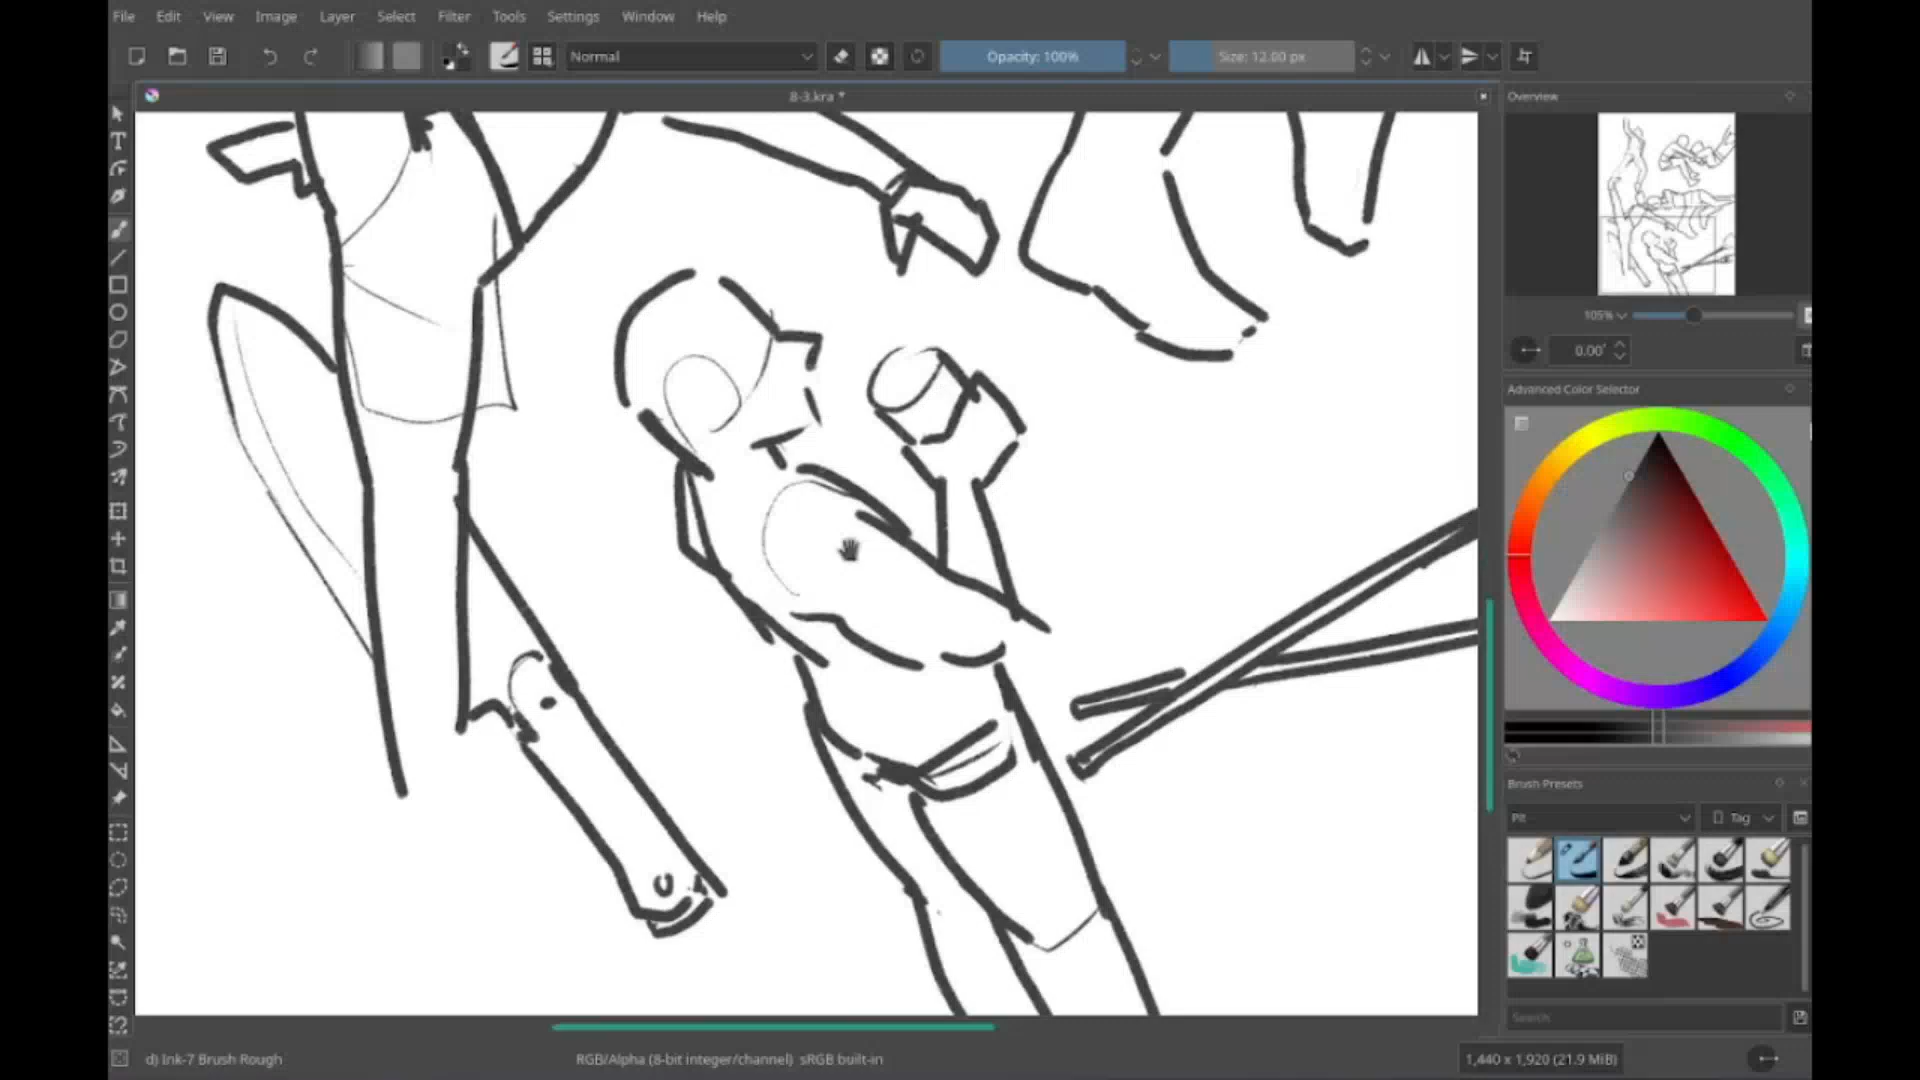 File Edit View Image Layer Select Filter Tools Settings Window Help
Normal Opacity: 100% Size: 12.00 px
8-3.kra *
Overview
105%
0.00°
Advanced Color Selector
Brush Presets
Tag
Search
d) Ink-7 Brush Rough RGB/Alpha (8-bit integer/channel) sRGB built-in 1,440 x 1,920 (21.9 MiB)